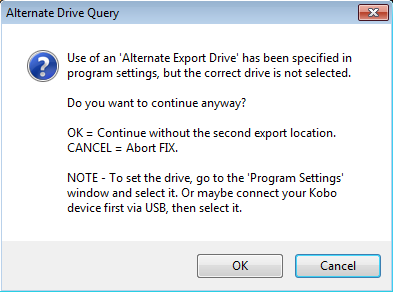 Alternate Drive Query
Use of an 'Alternate Export Drive' has been specified in
program settings, but the correct drive is not selected.
Do you want to continue anyway?
OK = Continue without the second export location.
CANCEL = Abort FIX.
NOTE - To set the drive, go to the 'Program Settings'
window and select it. Or maybe connect your Kobo
device first via USB, then select it.
OK
Cancel